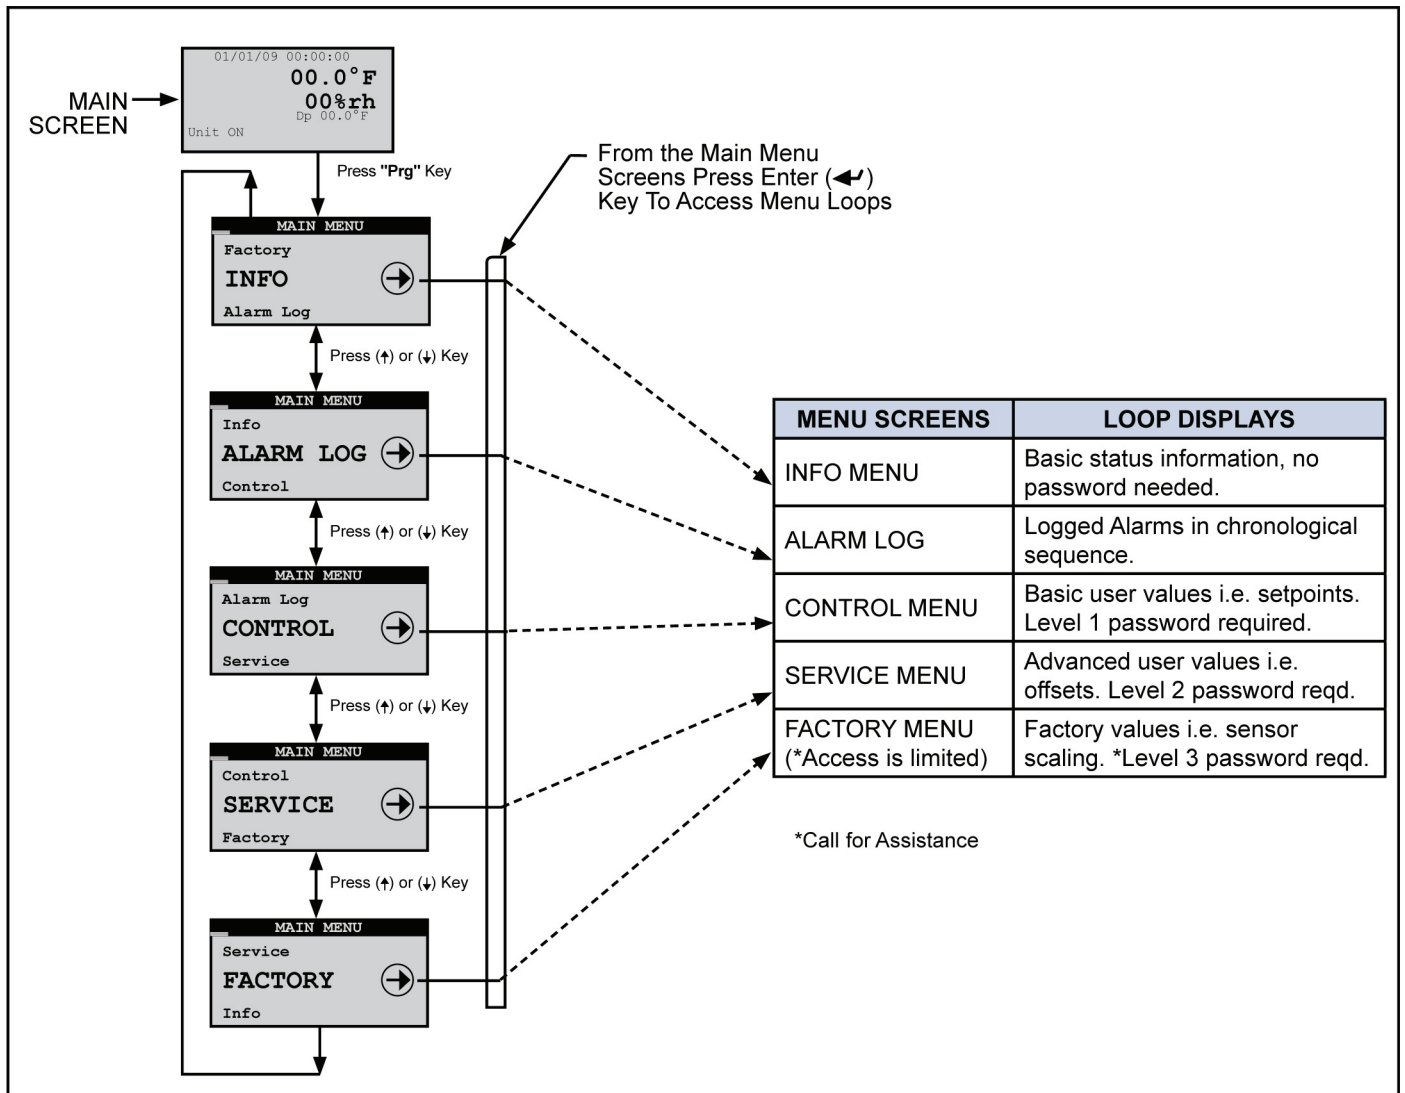 01/01/09 00:00:00
00.0°F
00%rh
Dp 00.0°F
Unit ON
MAIN
SCREEN
Press "Prg" Key
From the Main Menu
Screens Press Enter (↵)
Key To Access Menu Loops
MAIN MENU
Factory
INFO
Alarm Log
Press (↑) or (↓) Key
MAIN MENU
Info
ALARM LOG
Control
Press (↑) or (↓) Key
MAIN MENU
Alarm Log
CONTROL
Service
Press (↑) or (↓) Key
MAIN MENU
Control
SERVICE
Factory
Press (↑) or (↓) Key
MAIN MENU
Service
FACTORY
Info
MENU SCREENS
LOOP DISPLAYS
INFO MENU
Basic status information, no
password needed.
ALARM LOG
Logged Alarms in chronological
sequence.
CONTROL MENU
Basic user values i.e. setpoints.
Level 1 password required.
SERVICE MENU
Advanced user values i.e.
offsets. Level 2 password reqd.
FACTORY MENU
(*Access is limited)
Factory values i.e. sensor
scaling. *Level 3 password reqd.
*Call for Assistance